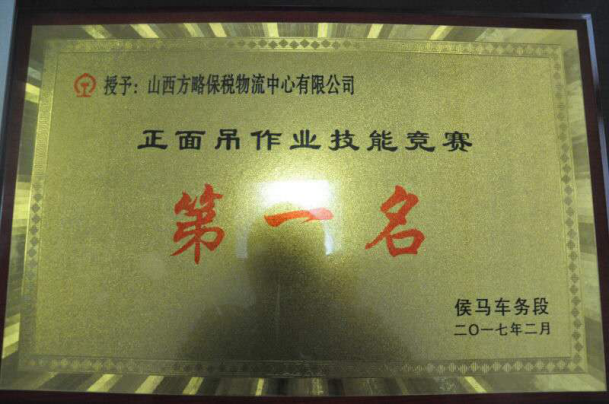 授予：山西方略保税物流中心有限公司
正面吊作业技能竞赛
第一名
侯马车务段
二〇一七年二月